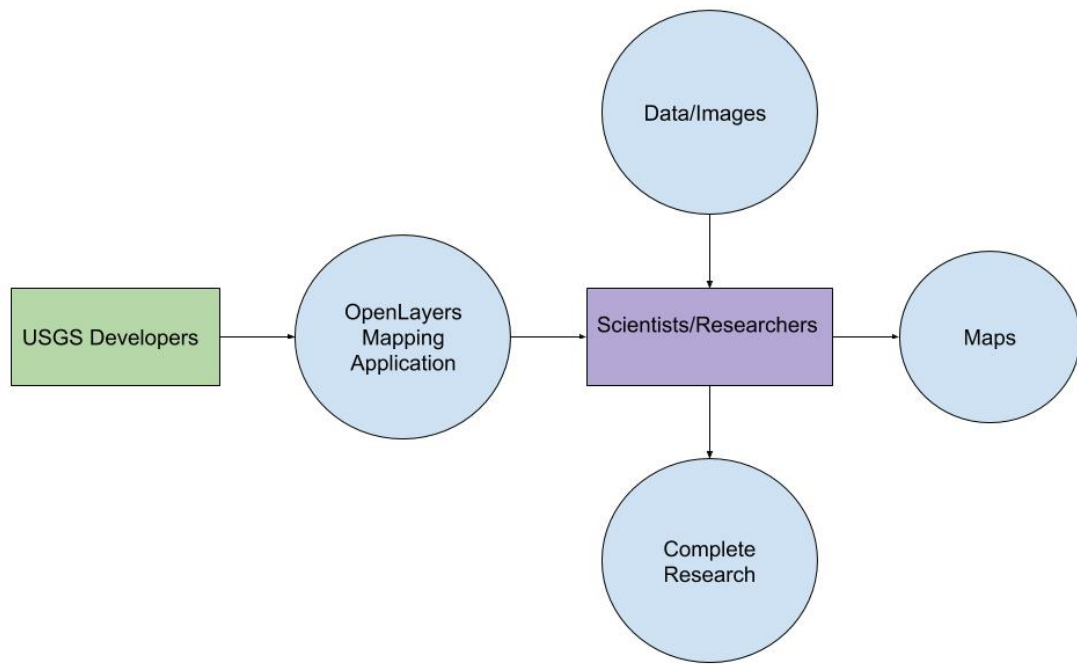 Data/Images
USGS Developers
OpenLayers
Mapping
Application
Scientists/Researchers
Maps
Complete
Research